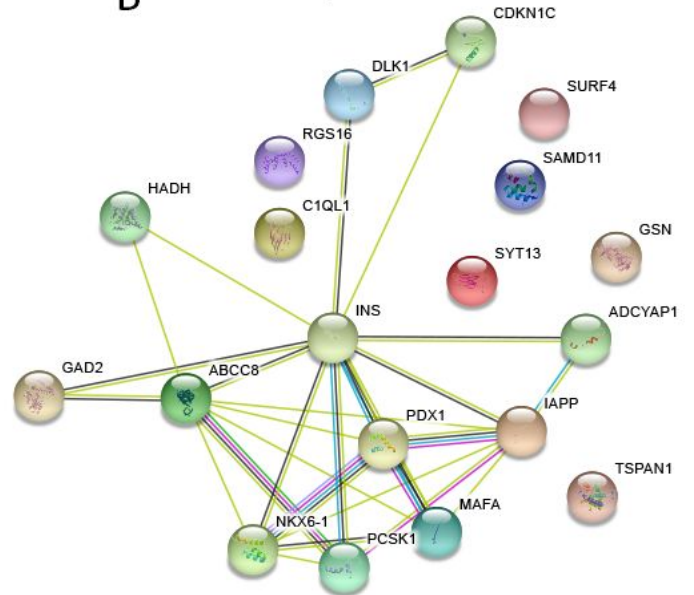 CDKN1C
DLK1
SURF4
RGS16
SAMD11
HADH
C1QL1
GSN
SYT13
INS
ADCYAP1
GAD2
ABCC8
IAPP
PDX1
TSPAN1
MAFA
NKX6-1
PCSK1